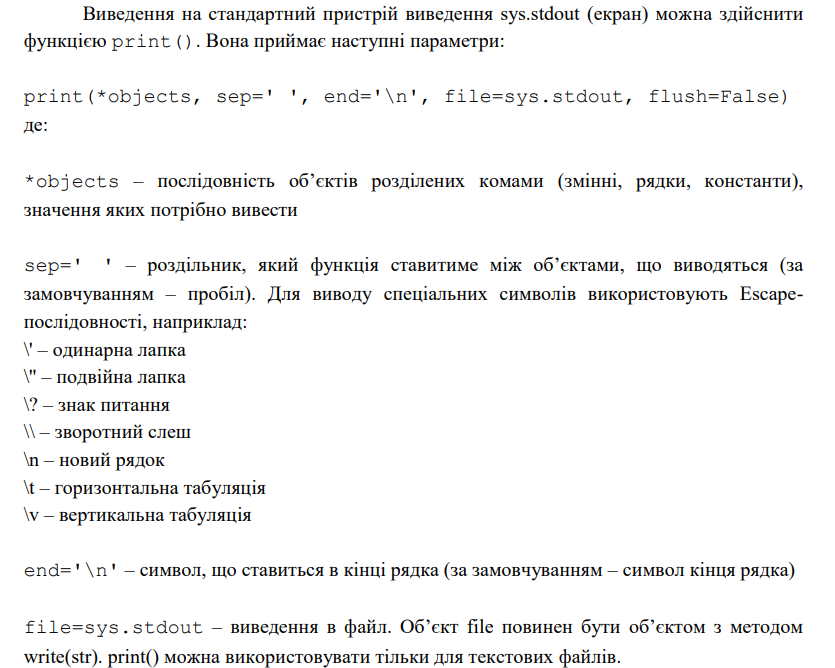 Виведення на стандартний пристрій виведення sys.stdout (екран) можна здійснити
функцією print(). Вона приймає наступні параметри:
print(*objects, sep=' ', end='\n', file=sys.stdout, flush=False)
де:
*objects – послідовність об’єктів розділених комами (змінні, рядки, константи),
значення яких потрібно вивести
sep=' ' – роздільник, який функція ставитиме між об’єктами, що виводяться (за
замовчуванням – пробіл). Для виводу спеціальних символів використовують Escape-
послідовності, наприклад:
\' – одинарна лапка
\" – подвійна лапка
\? – знак питання
\\ – зворотний слеш
\n – новий рядок
\t – горизонтальна табуляція
\v – вертикальна табуляція
end='\n' – символ, що ставиться в кінці рядка (за замовчуванням – символ кінця рядка)
file=sys.stdout – виведення в файл. Об’єкт file повинен бути об’єктом з методом
write(str). print() можна використовувати тільки для текстових файлів.